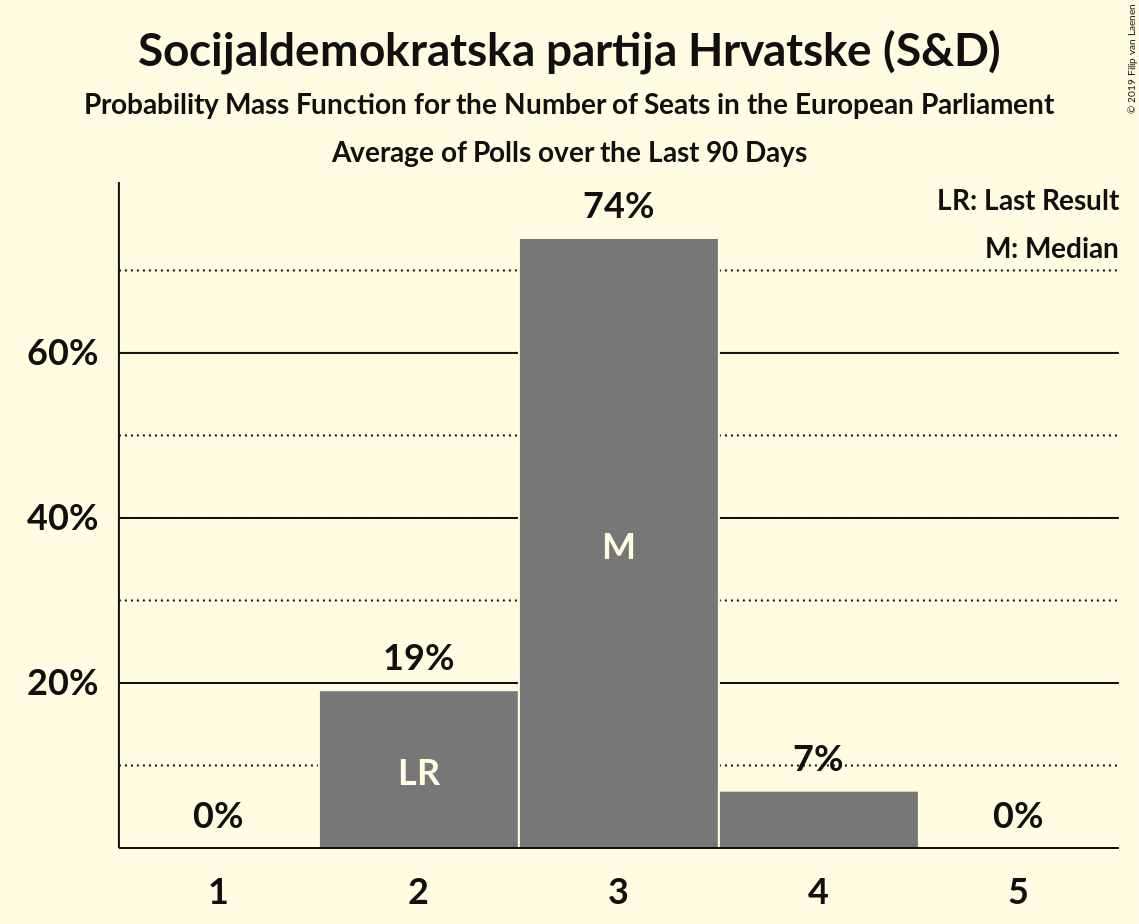 Socijaldemokratska partija Hrvatske (S&D)
Probability Mass Function for the Number of Seats in the European Parliament
Average of Polls over the Last 90 Days
© 2019 Filip van Laenen
LR: Last Result
M: Median
74%
60%
M
40%
19%
20%
LR
7%
0%
0%
1
2
3
4
5